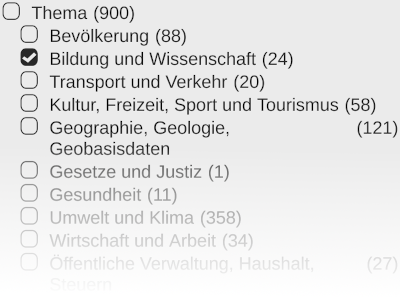 Thema (900)
Bevölkerung (88)
Bildung und Wissenschaft (24)
Transport und Verkehr (20)
Kultur, Freizeit, Sport und Tourismus (58)
Geographie, Geologie, (121)
Geobasisdaten
Gesetze und Justiz (1)
Gesundheit (11)
Umwelt und Klima (358)
Wirtschaft und Arbeit (34)
Öffentliche Verwaltung, Haushalt, (27)
Steuern